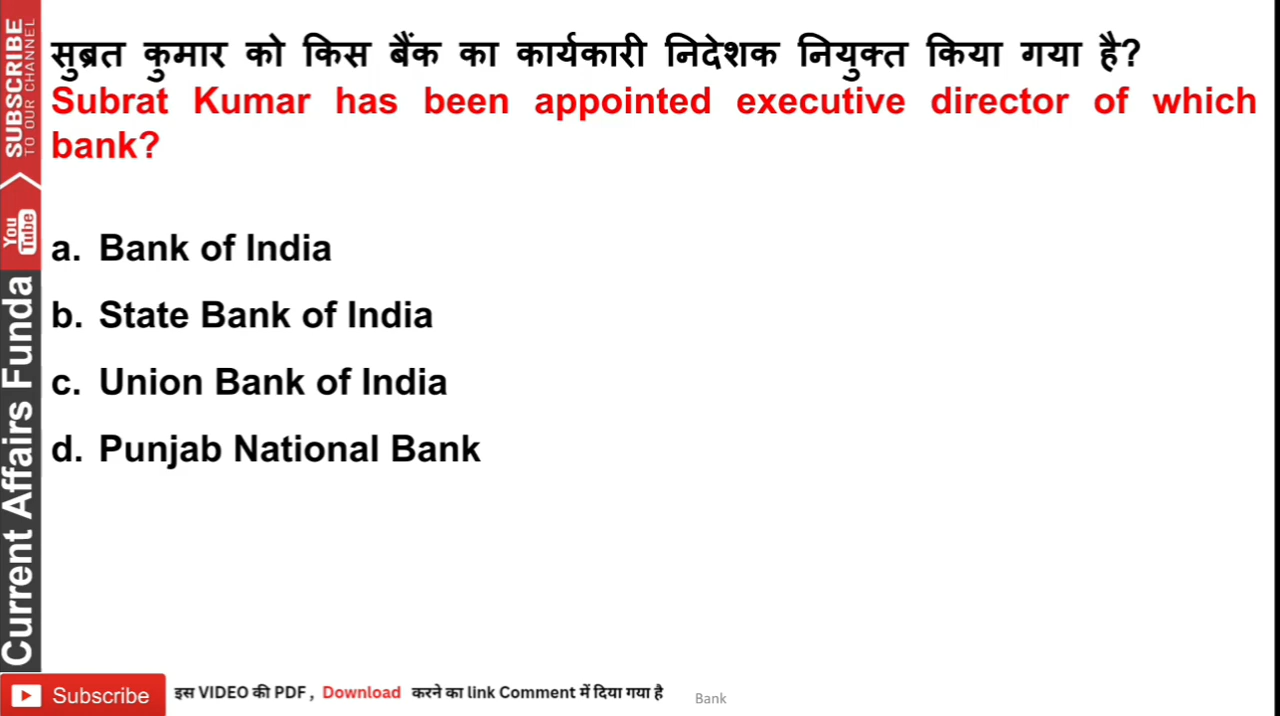 सुब्रत कुमार को किस बैंक का कार्यकारी निदेशक नियुक्त किया गया है?
Subrat Kumar has been appointed executive director of which
bank?
a. Bank of India
b. State Bank of India
c. Union Bank of India
d. Punjab National Bank
SUBSCRIBE
TO OUR CHANNEL
You
Tube
Current Affairs Funda
Subscribe
इस VIDEO की PDF , Download करने का link Comment में दिया गया है
Bank